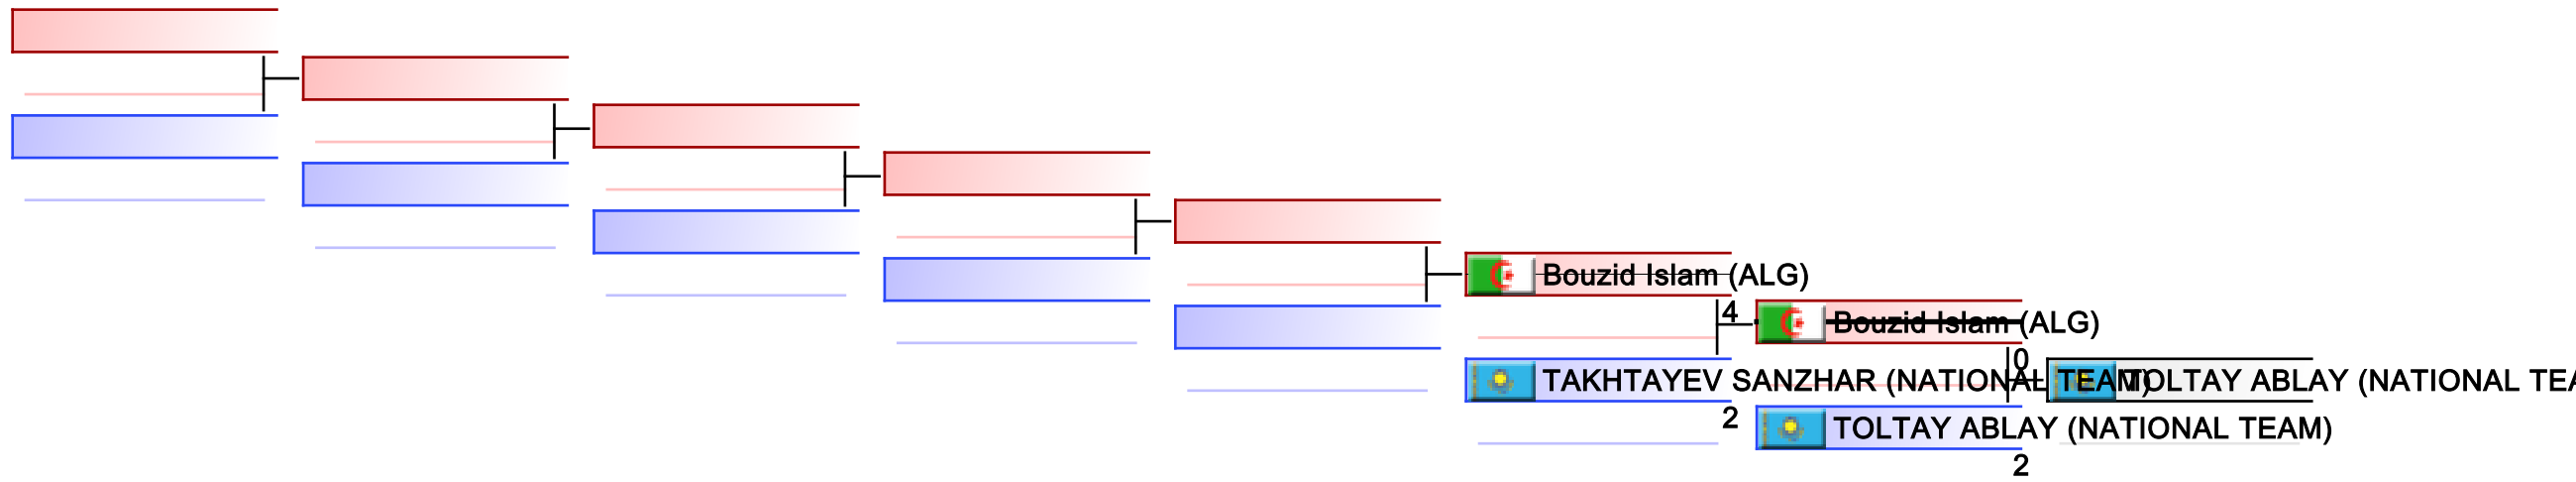 Bouzid Islam (ALG)
4
Bouzid Islam (ALG)
0
TAKHTAYEV SANZHAR (NATIONAL TEAM)
TOLTAY ABLAY (NATIONAL TEA
2
TOLTAY ABLAY (NATIONAL TEAM)
2